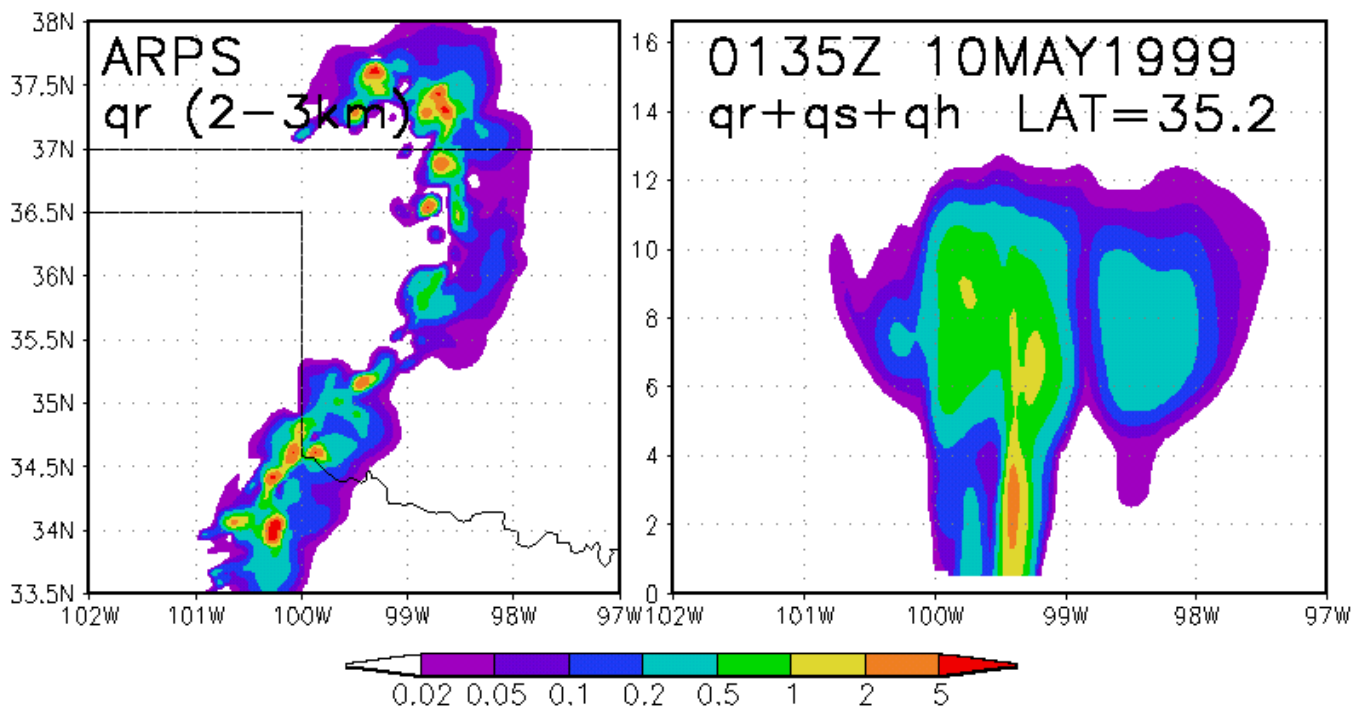 ARPS
qr (2-3km)
38N
37.5N
37N
36.5N
36N
35.5N
35N
34.5N
34N
33.5N
102W 101W 100W 99W 98W 97W
0135Z 10MAY1999
qr+qs+qh LAT=35.2
16
14
12
10
8
6
4
2
0
102W 101W 100W 99W 98W 97W
0.02 0.05 0.1 0.2 0.5 1 2 5